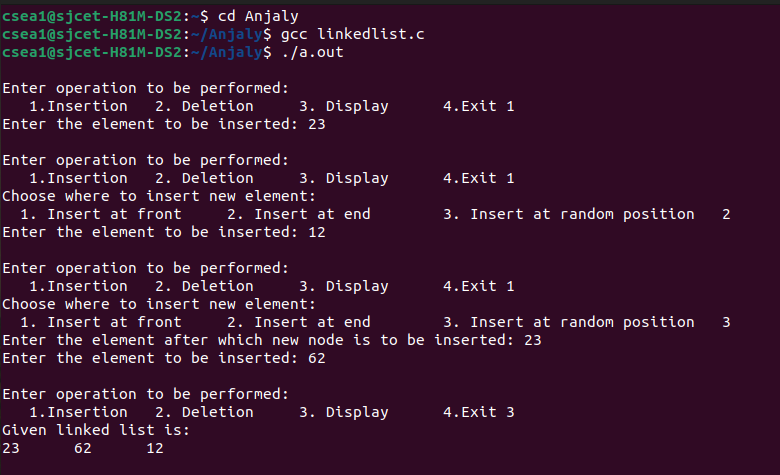 csea1@sjcet-H81M-DS2:~$ cd Anjaly
csea1@sjcet-H81M-DS2:~/Anjaly$ gcc linkedlist.c
csea1@sjcet-H81M-DS2:~/Anjaly$ ./a.out

Enter operation to be performed:
   1.Insertion   2. Deletion     3. Display      4.Exit 1
Enter the element to be inserted: 23

Enter operation to be performed:
   1.Insertion   2. Deletion     3. Display      4.Exit 1
Choose where to insert new element:
  1. Insert at front     2. Insert at end        3. Insert at random position   2
Enter the element to be inserted: 12

Enter operation to be performed:
   1.Insertion   2. Deletion     3. Display      4.Exit 1
Choose where to insert new element:
  1. Insert at front     2. Insert at end        3. Insert at random position   3
Enter the element after which new node is to be inserted: 23
Enter the element to be inserted: 62

Enter operation to be performed:
   1.Insertion   2. Deletion     3. Display      4.Exit 3
Given linked list is:
23      62      12